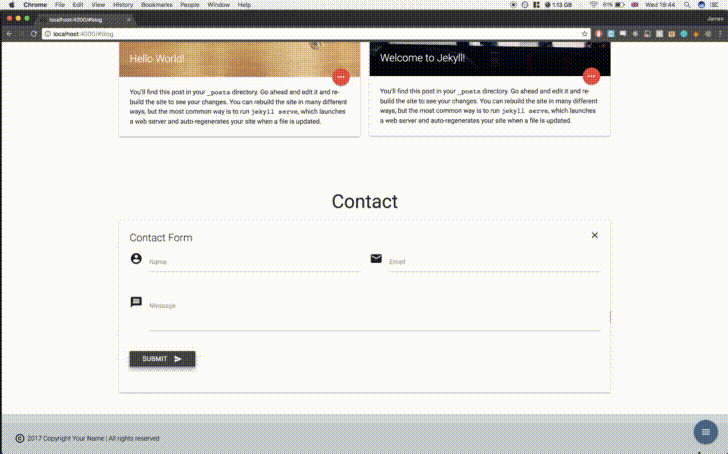 Chrome File Edit View History Bookmarks People Window Help 1.13 GB 61% Wed 18:44
localhost:4000/#blog
James
localhost:4000/#blog
Hello World!
You'll find this post in your _posts directory. Go ahead and edit it and re-
build the site to see your changes. You can rebuild the site in many different
ways, but the most common way is to run jekyll serve, which launches
a web server and auto-regenerates your site when a file is updated.
Welcome to Jekyll!
You'll find this post in your _posts directory. Go ahead and edit it and re-
build the site to see your changes. You can rebuild the site in many different
ways, but the most common way is to run jekyll serve, which launches
a web server and auto-regenerates your site when a file is updated.
Contact
Contact Form
Name
Email
Message
SUBMIT
© 2017 Copyright Your Name | All rights reserved